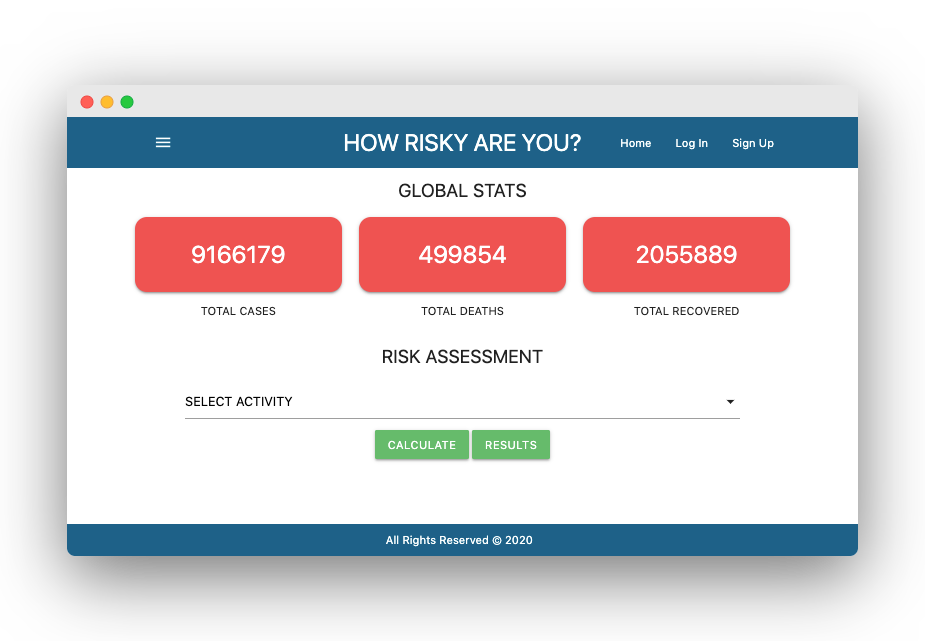 HOW RISKY ARE YOU? Home Log In Sign Up
GLOBAL STATS
9166179 499854 2055889
TOTAL CASES TOTAL DEATHS TOTAL RECOVERED
RISK ASSESSMENT
SELECT ACTIVITY
CALCULATE RESULTS
All Rights Reserved © 2020